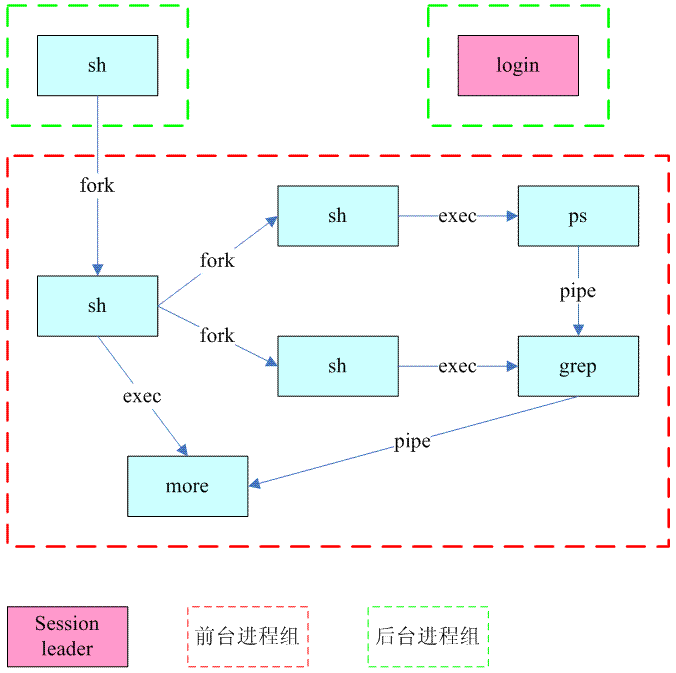 sh
login
fork
sh
exec
ps
fork
pipe
sh
fork
sh
exec
grep
exec
pipe
more
Session
leader
前台进程组
后台进程组